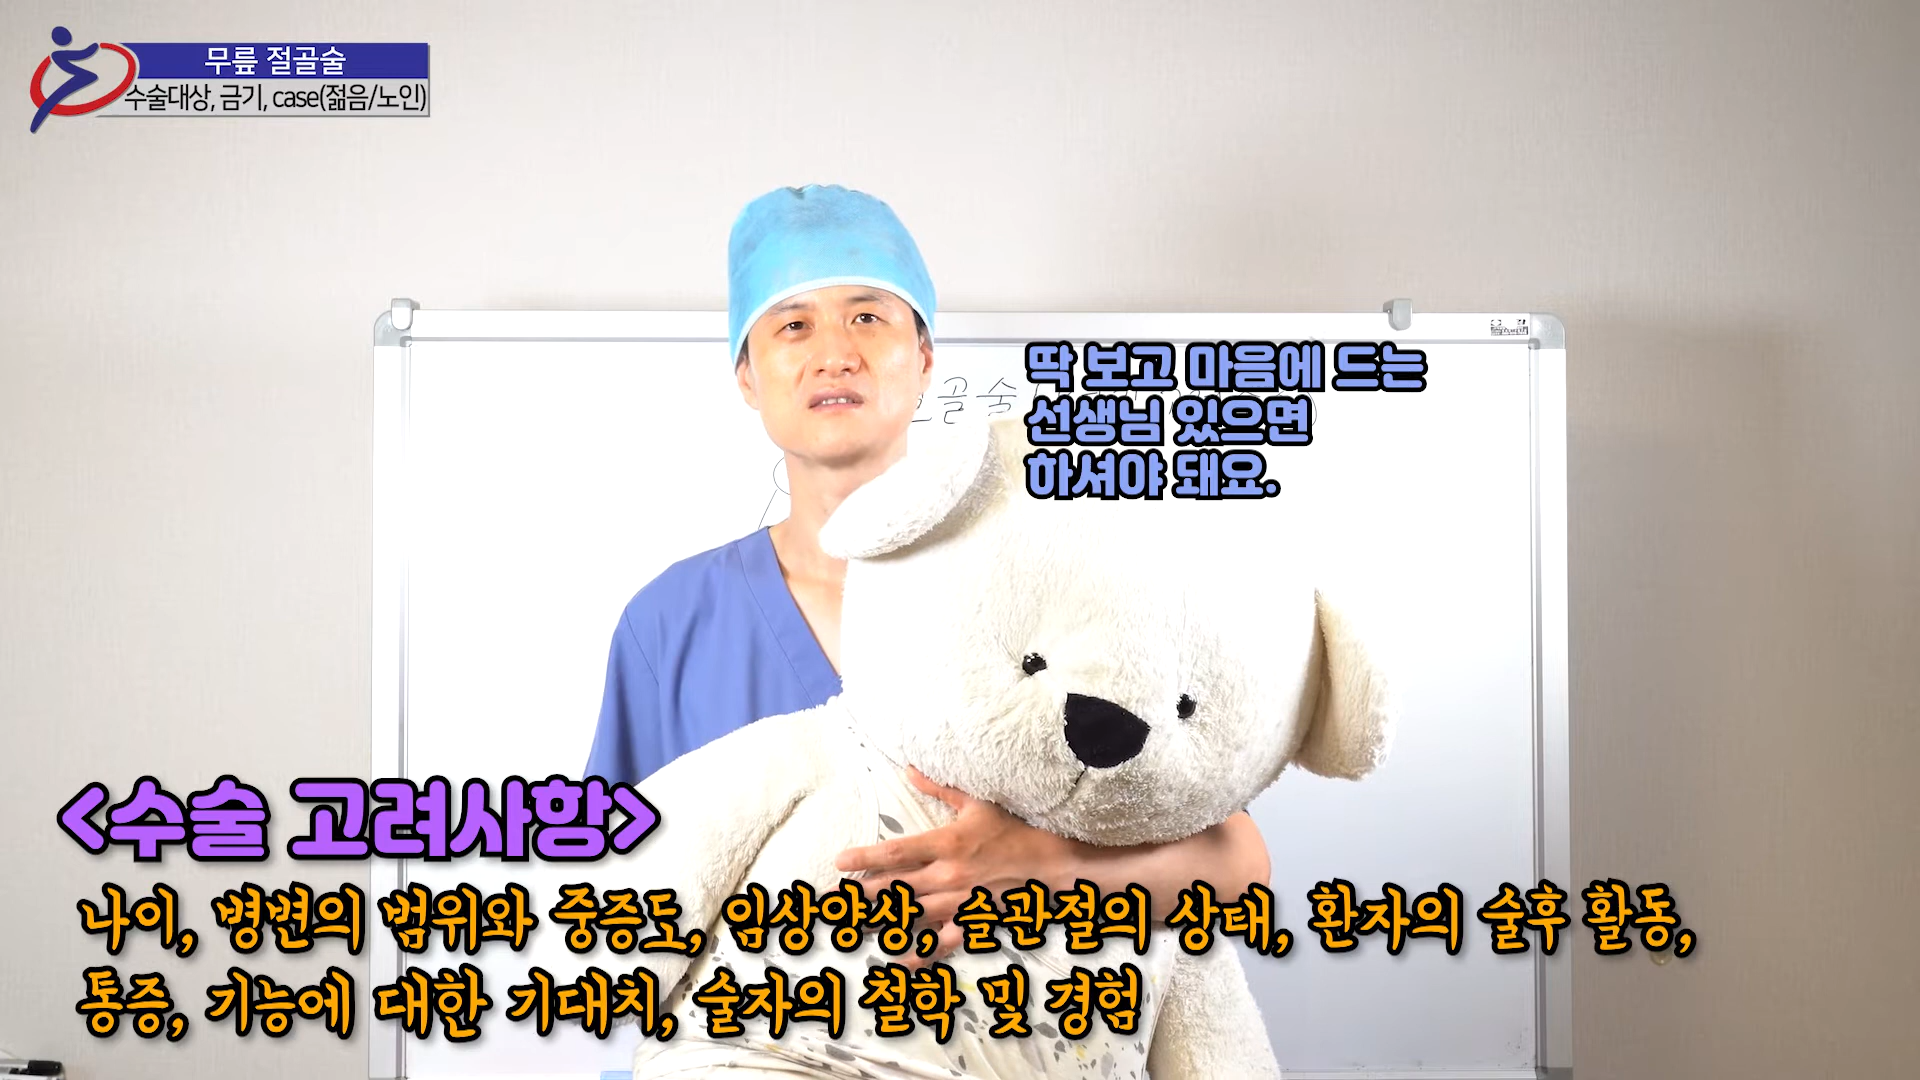 무릎 절골술
수술대상, 금기, case(젊음/노인)
골술
딱 보고 마음에 드는
선생님 있으면
하셔야 돼요.
<수술 고려사항>
나이, 병변의 범위와 중증도, 임상양상, 슬관절의 상태, 환자의 술후 활동,
통증, 기능에 대한 기대치, 술자의 철학 및 경험